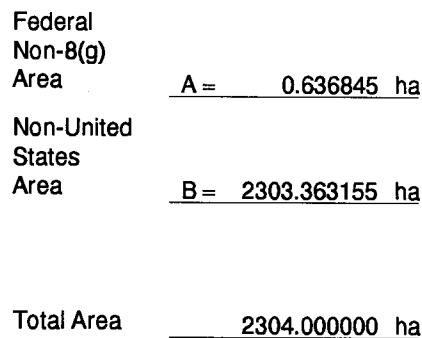 Federal
Non-8(g)
Area A = 0.636845 ha
Non-United
States
Area B = 2303.363155 ha
Total Area 2304.000000 ha